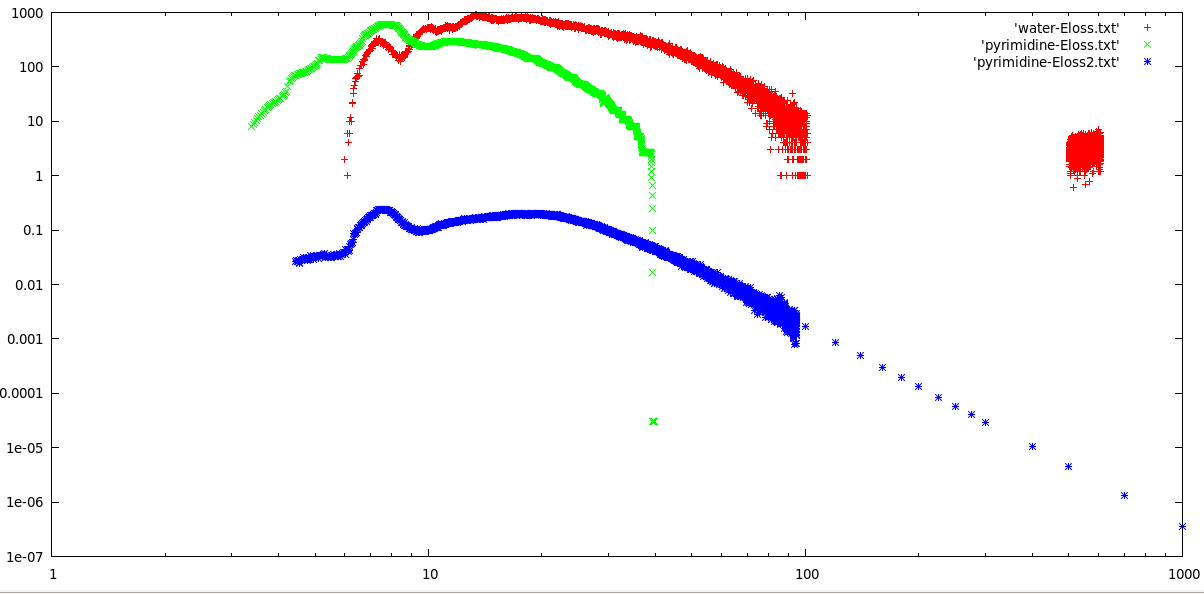 1000
100
10
1
0.1
0.01
0.001
0.0001
1e-05
1e-06
1e-07
'water-Eloss.txt'
'pyrimidine-Eloss.txt'
'pyrimidine-Eloss2.txt'
1 10 100 1000